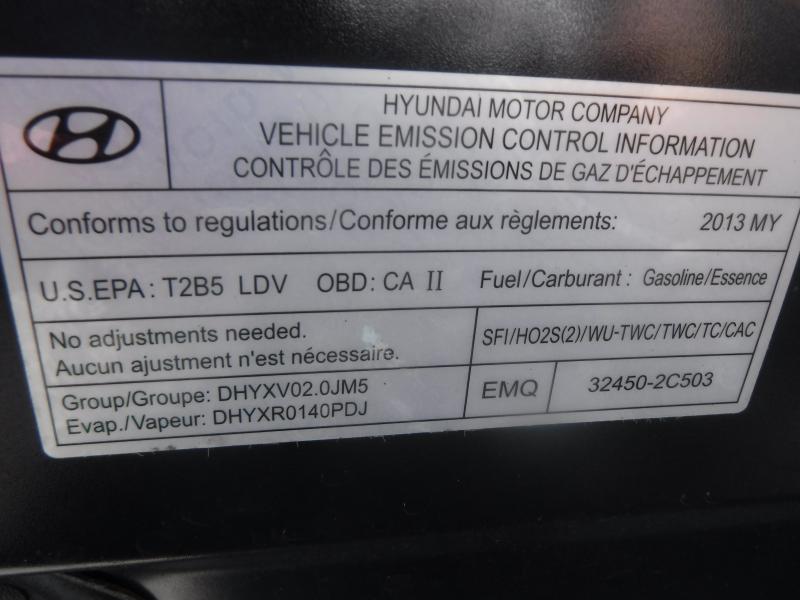 HYUNDAI MOTOR COMPANY
VEHICLE EMISSION CONTROL INFORMATION
CONTRÔLE DES ÉMISSIONS DE GAZ D'ÉCHAPPEMENT
Conforms to regulations/Conforme aux règlements: 2013 MY
U.S.EPA: T2B5 LDV OBD: CA II Fuel/Carburant: Gasoline/Essence
No adjustments needed.
Aucun ajustment n'est nécessaire.
SFI/HO2S(2)/WU-TWC/TWC/TC/CAC
Group/Groupe: DHYXV02.0JM5
Evap./Vapeur: DHYXR0140PDJ
EMQ 32450-2C503